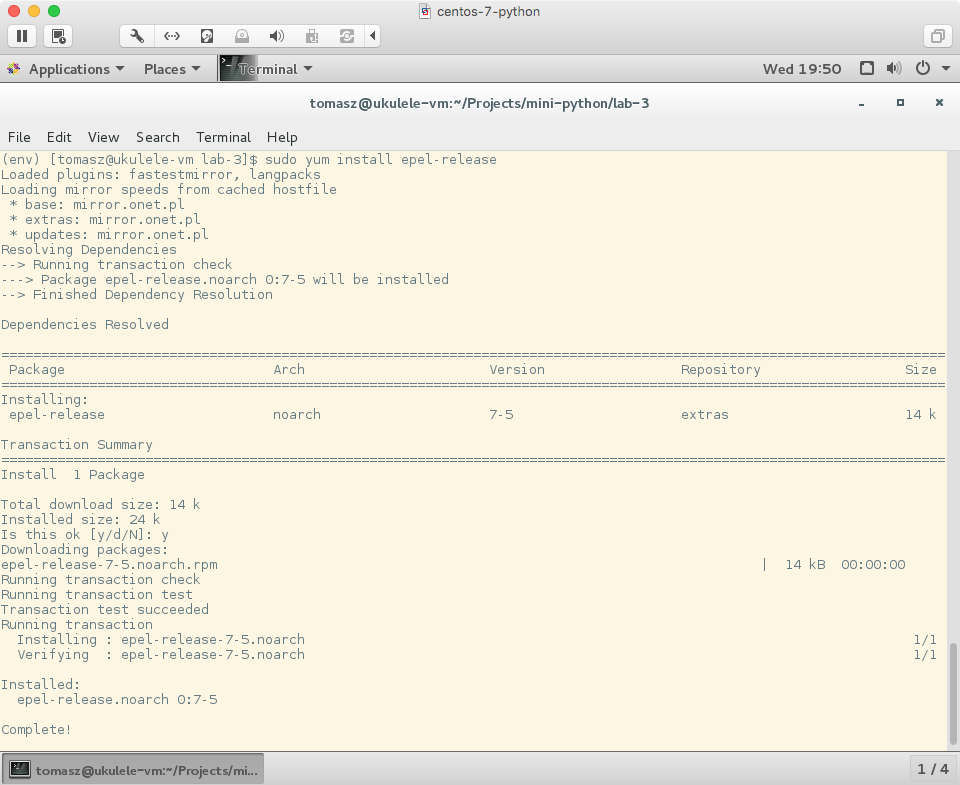 centos-7-python
Applications Places Terminal Wed 19:50
tomasz@ukulele-vm:~/Projects/mini-python/lab-3
File Edit View Search Terminal Help
(env) [tomasz@ukulele-vm lab-3]$ sudo yum install epel-release
Loaded plugins: fastestmirror, langpacks
Loading mirror speeds from cached hostfile
 * base: mirror.onet.pl
 * extras: mirror.onet.pl
 * updates: mirror.onet.pl
Resolving Dependencies
--> Running transaction check
---> Package epel-release.noarch 0:7-5 will be installed
--> Finished Dependency Resolution
Dependencies Resolved
================================================================================
 Package Arch Version Repository Size
================================================================================
Installing:
 epel-release noarch 7-5 extras 14 k
Transaction Summary
================================================================================
Install  1 Package
Total download size: 14 k
Installed size: 24 k
Is this ok [y/d/N]: y
Downloading packages:
epel-release-7-5.noarch.rpm | 14 kB 00:00:00
Running transaction check
Running transaction test
Transaction test succeeded
Running transaction
  Installing : epel-release-7-5.noarch 1/1
  Verifying  : epel-release-7-5.noarch 1/1
Installed:
  epel-release.noarch 0:7-5
Complete!
tomasz@ukulele-vm:~/Projects/mi... 1 / 4